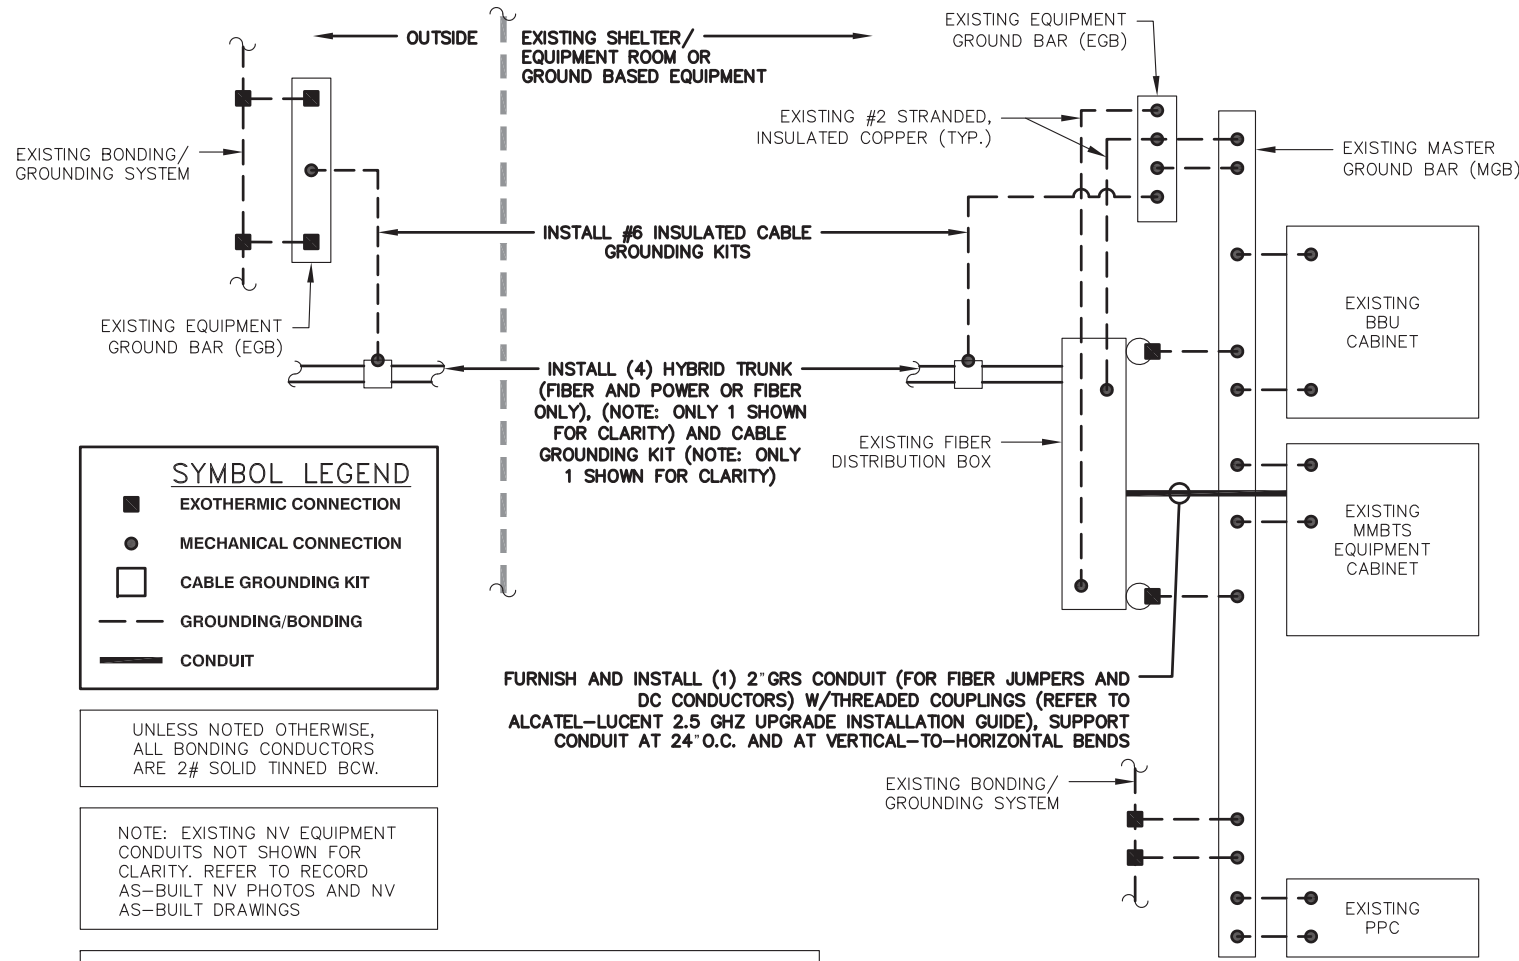 OUTSIDE
EXISTING SHELTER/
EQUIPMENT ROOM OR
GROUND BASED EQUIPMENT
EXISTING EQUIPMENT
GROUND BAR (EGB)
EXISTING #2 STRANDED,
INSULATED COPPER (TYP.)
EXISTING MASTER
GROUND BAR (MGB)
EXISTING BONDING/
GROUNDING SYSTEM
INSTALL #6 INSULATED CABLE
GROUNDING KITS
EXISTING EQUIPMENT
GROUND BAR (EGB)
EXISTING
BBU
CABINET
INSTALL (4) HYBRID TRUNK
(FIBER AND POWER OR FIBER
ONLY), (NOTE: ONLY 1 SHOWN
FOR CLARITY) AND CABLE
GROUNDING KIT (NOTE: ONLY
1 SHOWN FOR CLARITY)
EXISTING FIBER
DISTRIBUTION BOX
EXISTING
MMBTS
EQUIPMENT
CABINET
SYMBOL LEGEND
EXOTHERMIC CONNECTION
MECHANICAL CONNECTION
CABLE GROUNDING KIT
GROUNDING/BONDING
CONDUIT
FURNISH AND INSTALL (1) 2" GRS CONDUIT (FOR FIBER JUMPERS AND
DC CONDUCTORS) W/THREADED COUPLINGS (REFER TO
ALCATEL-LUCENT 2.5 GHZ UPGRADE INSTALLATION GUIDE), SUPPORT
CONDUIT AT 24" O.C. AND AT VERTICAL-TO-HORIZONTAL BENDS
UNLESS NOTED OTHERWISE,
ALL BONDING CONDUCTORS
ARE 2# SOLID TINNED BCW.
EXISTING BONDING/
GROUNDING SYSTEM
NOTE: EXISTING NV EQUIPMENT
CONDUITS NOT SHOWN FOR
CLARITY. REFER TO RECORD
AS-BUILT NV PHOTOS AND NV
AS-BUILT DRAWINGS
EXISTING
PPC